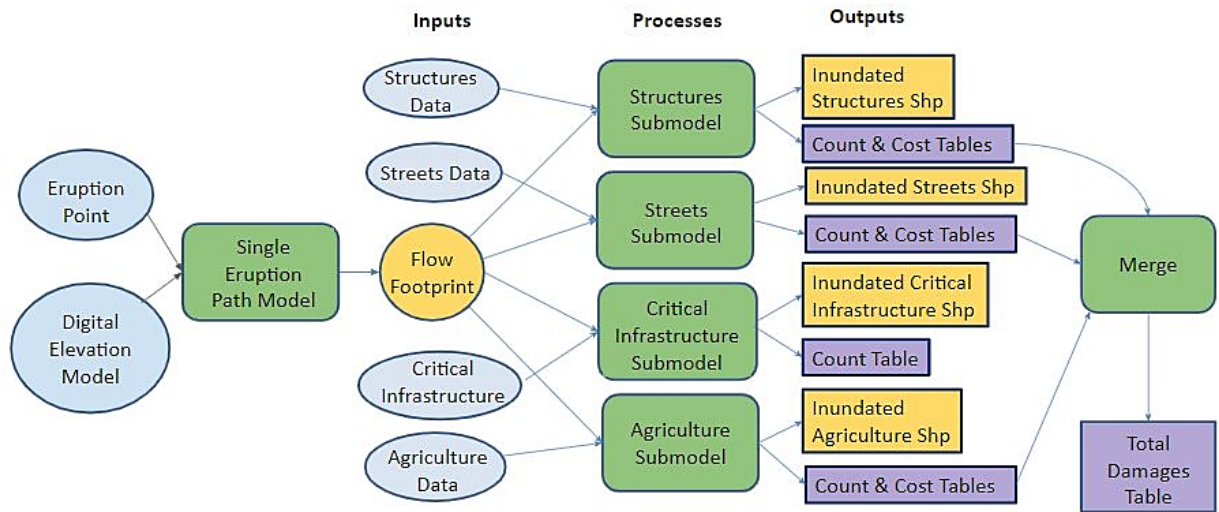 Inputs
Processes
Outputs
Structures
Data
Streets Data
Eruption
Point
Digital
Elevation
Model
Single
Eruption
Path Model
Flow
Footprint
Critical
Infrastructure
Agriculture
Data
Structures
Submodel
Streets
Submodel
Critical
Infrastructure
Submodel
Agriculture
Submodel
Inundated
Structures Shp
Count & Cost Tables
Inundated Streets Shp
Count & Cost Tables
Inundated Critical
Infrastructure Shp
Count Table
Inundated
Agriculture Shp
Count & Cost Tables
Merge
Total
Damages
Table